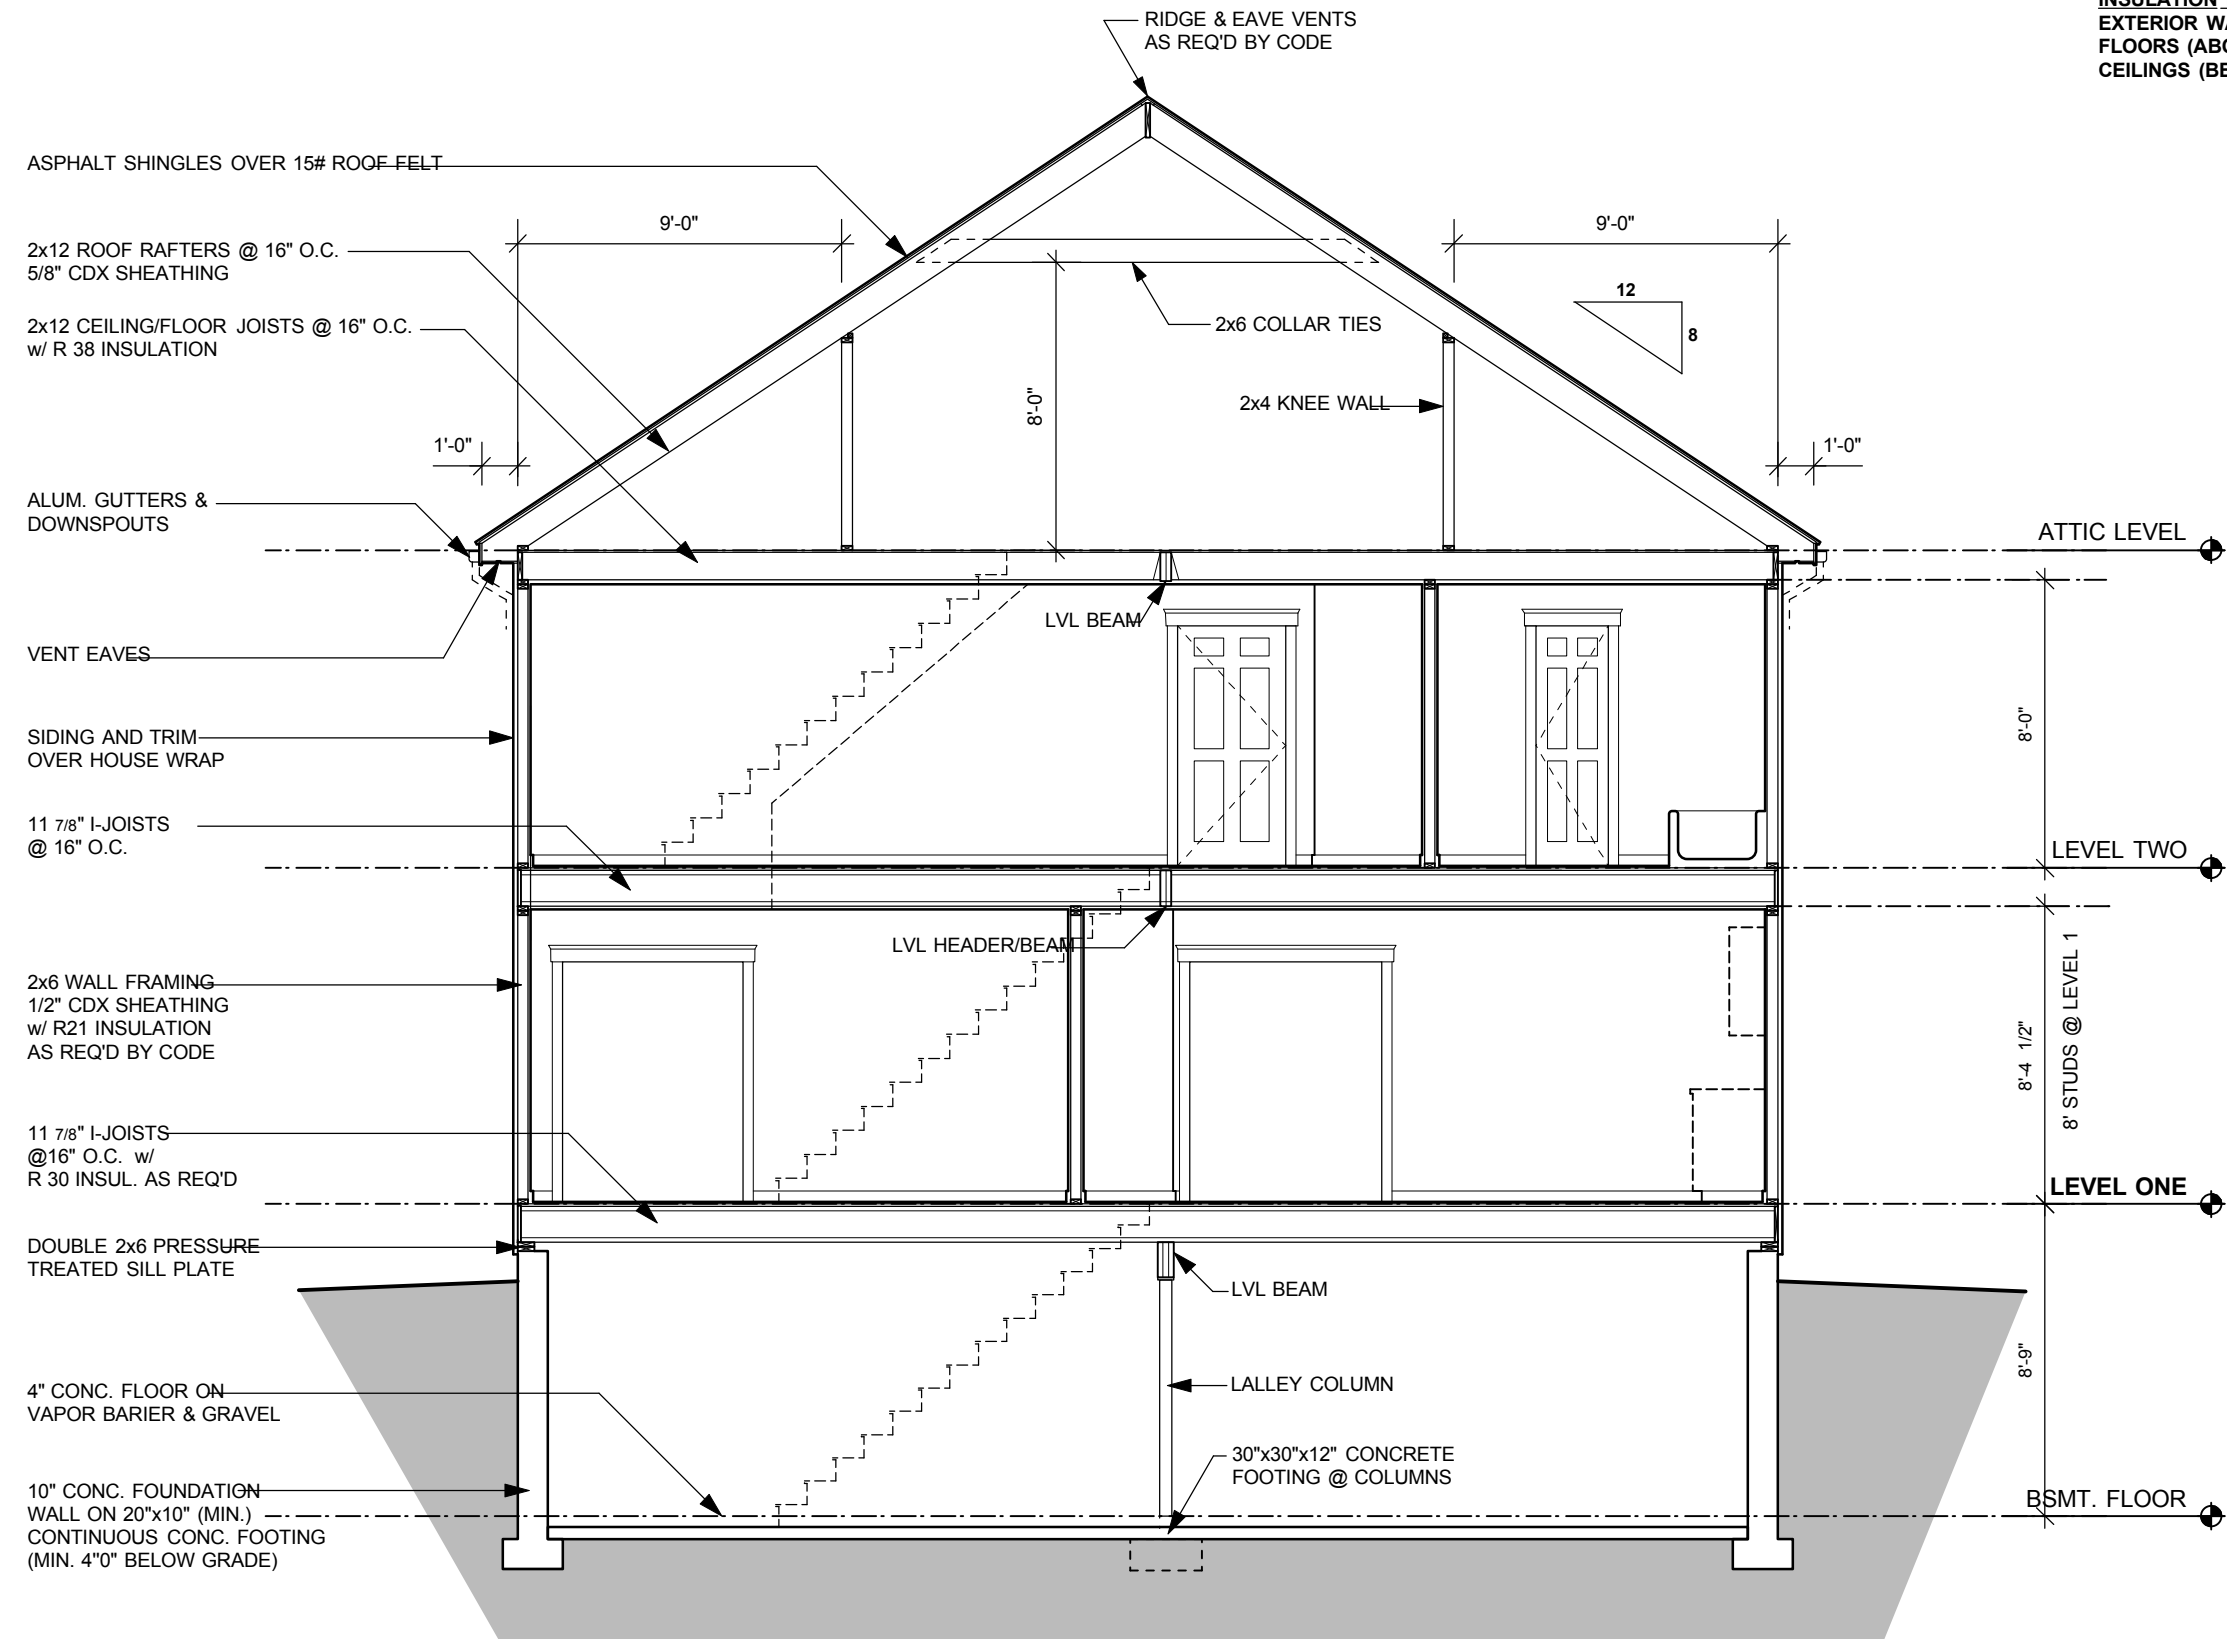 RIDGE & EAVE VENTS
AS REQ'D BY CODE
INSULATION
EXTERIOR
FLOORS
CEILINGS
ASPHALT SHINGLES OVER 15# ROOF FELT
9'-0"
9'-0"
2x12 ROOF RAFTERS @ 16" O.C.
5/8" CDX SHEATHING
12
8
2x12 CEILING/FLOOR JOISTS @ 16" O.C.
w/ R 38 INSULATION
2x6 COLLAR TIES
8'-0"
2x4 KNEE WALL
1'-0"
1'-0"
ALUM. GUTTERS &
DOWNSPOUTS
ATTIC LEVEL
LVL BEAM
VENT EAVES
SIDING AND TRIM
OVER HOUSE WRAP
8'-0"
11 7/8" I-JOISTS
@ 16" O.C.
LEVEL TWO
LVL HEADER/BEAM
2x6 WALL FRAMING
1/2" CDX SHEATHING
w/ R21 INSULATION
AS REQ'D BY CODE
8'-4 1/2"
8' STUDS @ LEVEL 1
11 7/8" I-JOISTS
@16" O.C. w/
R 30 INSUL. AS REQ'D
LEVEL ONE
DOUBLE 2x6 PRESSURE
TREATED SILL PLATE
LVL BEAM
8'-9"
4" CONC. FLOOR ON
VAPOR BARIER & GRAVEL
LALLEY COLUMN
30"x30"x12" CONCRETE
FOOTING @ COLUMNS
10" CONC. FOUNDATION
WALL ON 20"x10" (MIN.)
CONTINUOUS CONC. FOOTING
(MIN. 4"0" BELOW GRADE)
BSMT. FLOOR